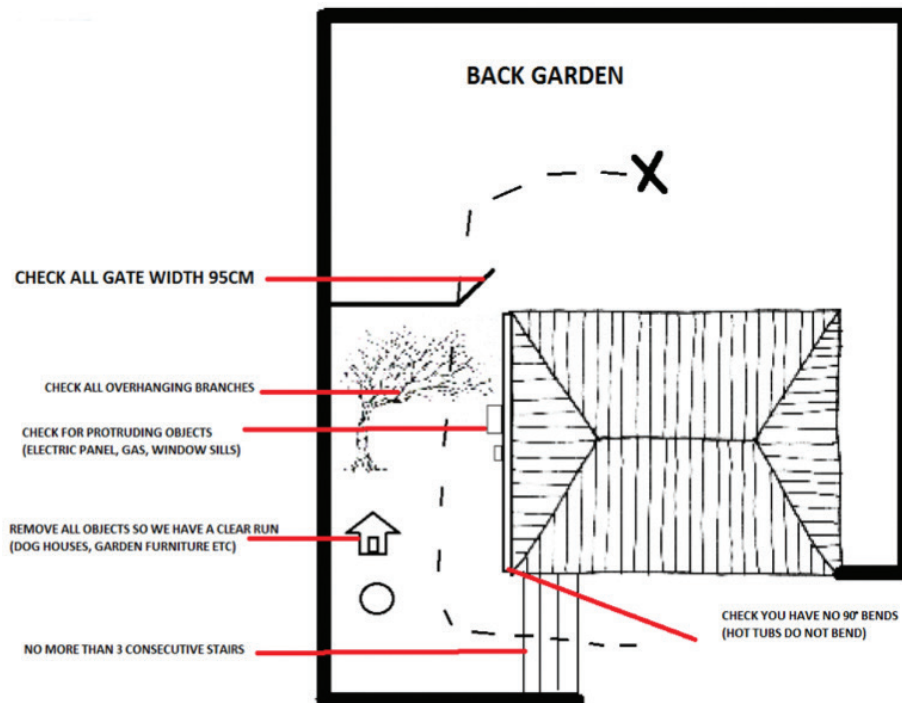 BACK GARDEN
CHECK ALL GATE WIDTH 95CM
CHECK ALL OVERHANGING BRANCHES
CHECK FOR PROTRUDING OBJECTS
(ELECTRIC PANEL, GAS, WINDOW SILLS)
REMOVE ALL OBJECTS SO WE HAVE A CLEAR RUN
(DOG HOUSES, GARDEN FURNITURE ETC)
CHECK YOU HAVE NO 90° BENDS
(HOT TUBS DO NOT BEND)
NO MORE THAN 3 CONSECUTIVE STAIRS